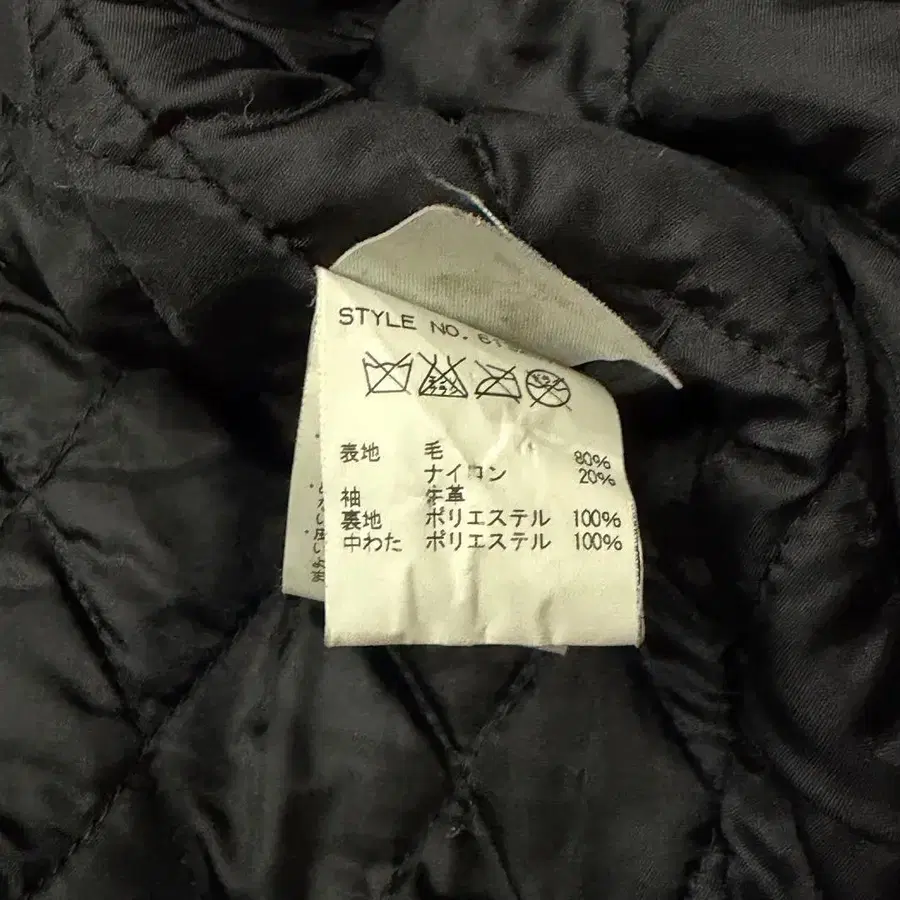 STYLE NO.
表地 毛 80%
ナイロン 20%
袖 牛革
裏地 ポリエステル 100%
中わた ポリエステル 100%